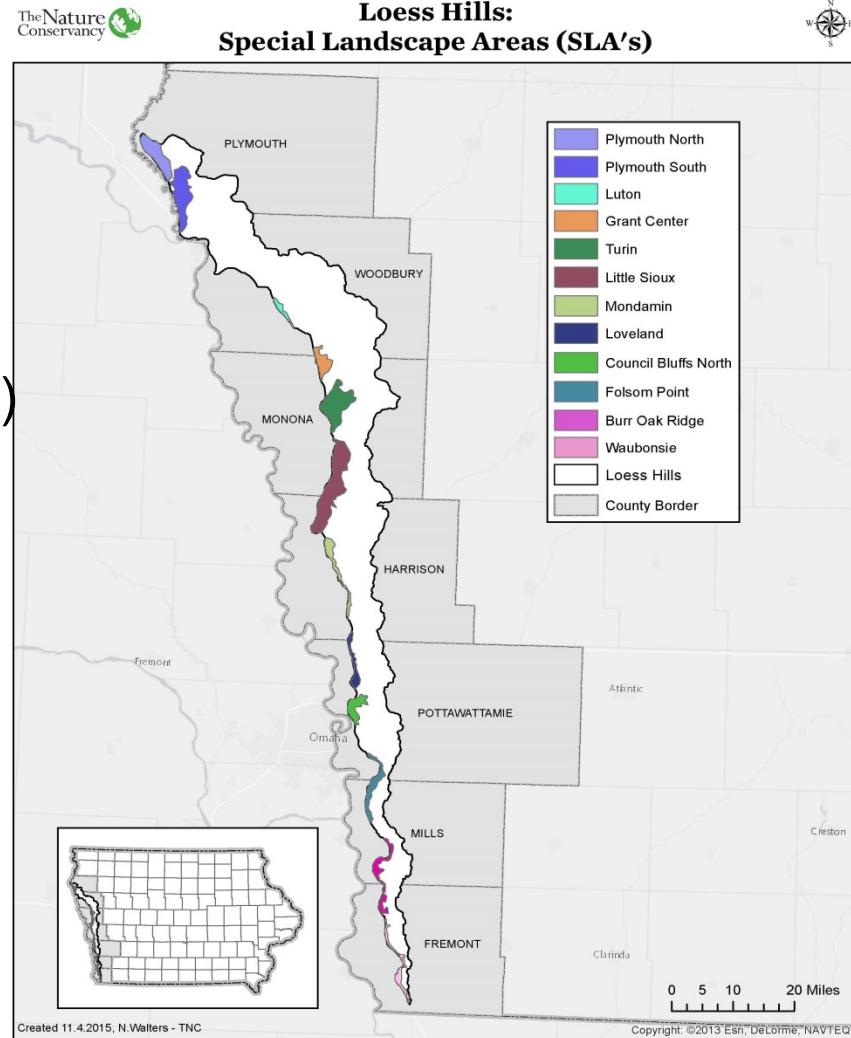 The Nature
Conservancy
Loess Hills:
Special Landscape Areas (SLA's)
N
W
E
S
)
PLYMOUTH
WOODBURY
MONONA
HARRISON
POTTAWATTAMIE
MILLS
FREMONT
Fremont
Omaha
Atlantic
Creston
Clarinda
Plymouth North
Plymouth South
Luton
Grant Center
Turin
Little Sioux
Mondamin
Loveland
Council Bluffs North
Folsom Point
Burr Oak Ridge
Waubonsie
Loess Hills
County Border
0 5 10 20 Miles
Created 11.4.2015, N.Walters - TNC
Copyright: ©2013 Esri, DeLorme, NAVTEQ